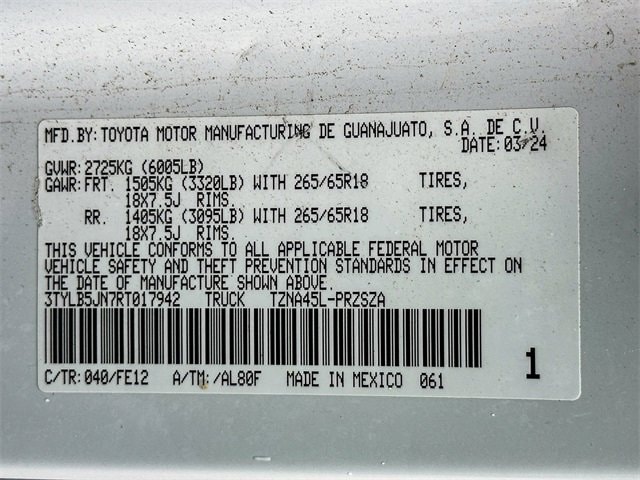 MFD.BY: TOYOTA MOTOR MANUFACTURING DE GUANAJUATO, S.A. DE C.V.
DATE: 03/24
GVWR: 2725KG (6005LB)
GAWR: FRT. 1505KG (3320LB) WITH 265/65R18 TIRES,
18X7.5J RIMS.
RR. 1405KG (3095LB) WITH 265/65R18 TIRES,
18X7.5J RIMS.
THIS VEHICLE CONFORMS TO ALL APPLICABLE FEDERAL MOTOR
VEHICLE SAFETY AND THEFT PREVENTION STANDARDS IN EFFECT ON
THE DATE OF MANUFACTURE SHOWN ABOVE.
3TYLB5JN7RT017942 TRUCK TZNA45L-PRZSZA
C/TR: 040/FE12 A/TM: /AL80F MADE IN MEXICO 061
1